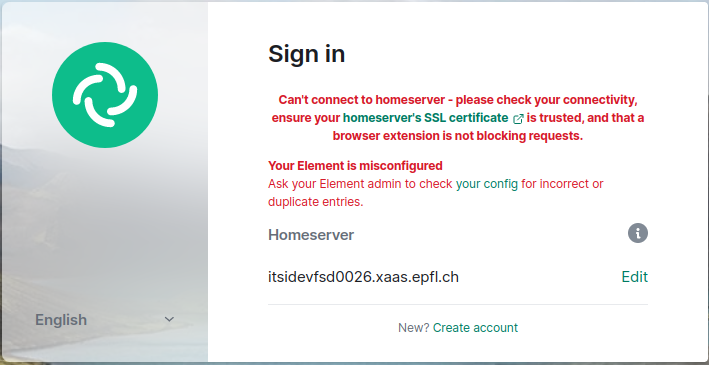 Sign in
Can't connect to homeserver - please check your connectivity,
ensure your homeserver's SSL certificate is trusted, and that a
browser extension is not blocking requests.
Your Element is misconfigured
Ask your Element admin to check your config for incorrect or
duplicate entries.
Homeserver
itsidevfsd0026.xaas.epfl.ch Edit
English
New? Create account